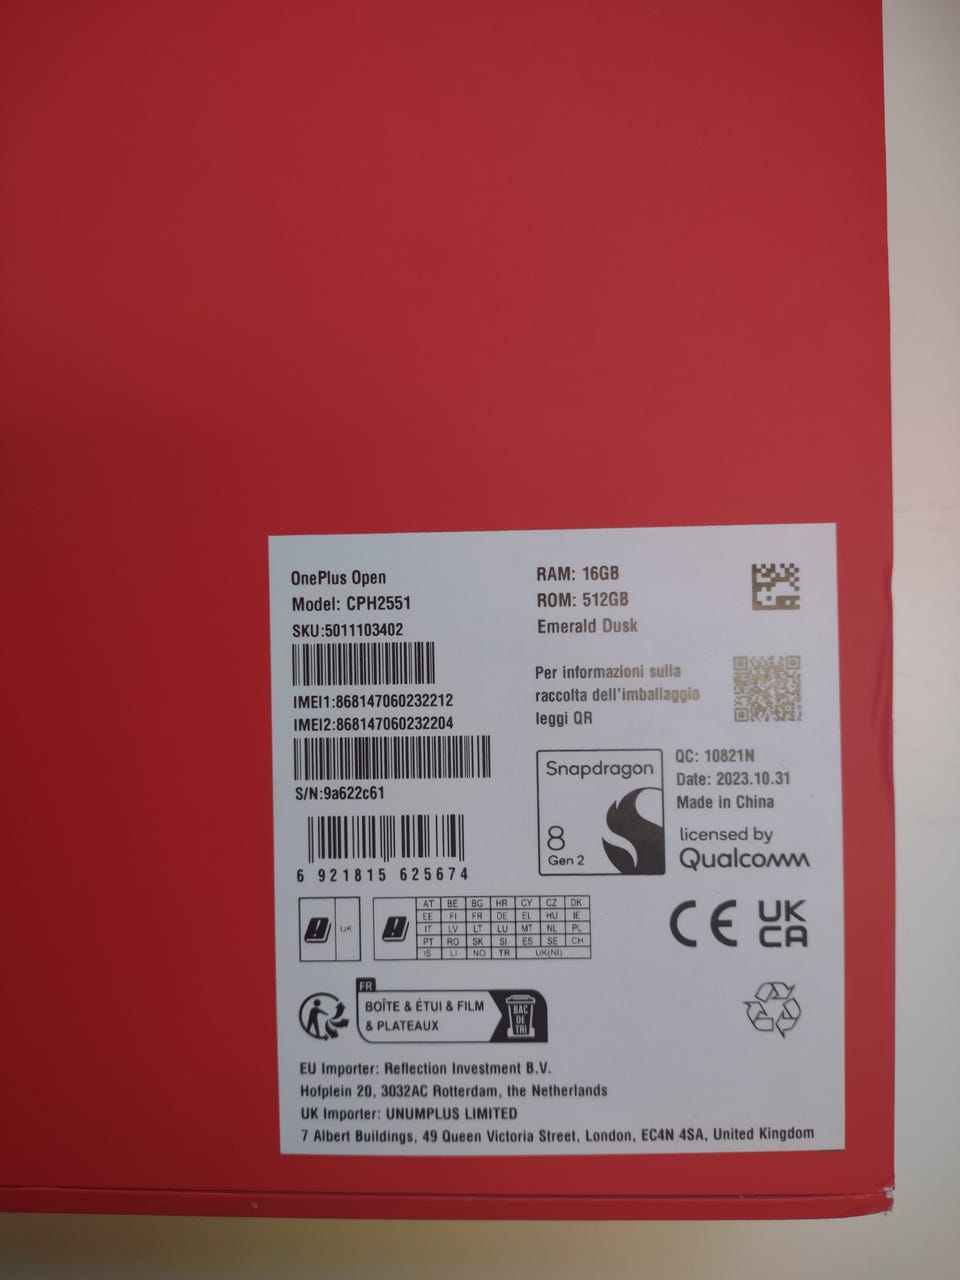 OnePlus Open
Model: CPH2551
SKU:5011103402
IMEI1:868147060232212
IMEI2:868147060232204
S/N:9a622c61
6 921815 625674
RAM: 16GB
ROM: 512GB
Emerald Dusk
Per informazioni sulla
raccolta dell'imballaggio
leggi QR
Snapdragon
8
Gen 2
QC: 10821N
Date: 2023.10.31
Made in China
licensed by
Qualcomm
UK
AT BE BG HR CY CZ DK
EE FI FR DE EL HU IE
IT LV LT LU MT NL PL
PT RO SK SI ES SE CH
IS LI NO TR UK(NI)
CE
UK
CA
FR
BOÎTE & ÉTUI & FILM
& PLATEAUX
BAC
DE
TRI
EU Importer: Reflection Investment B.V.
Hofplein 20, 3032AC Rotterdam, the Netherlands
UK Importer: UNUMPLUS LIMITED
7 Albert Buildings, 49 Queen Victoria Street, London, EC4N 4SA, United Kingdom